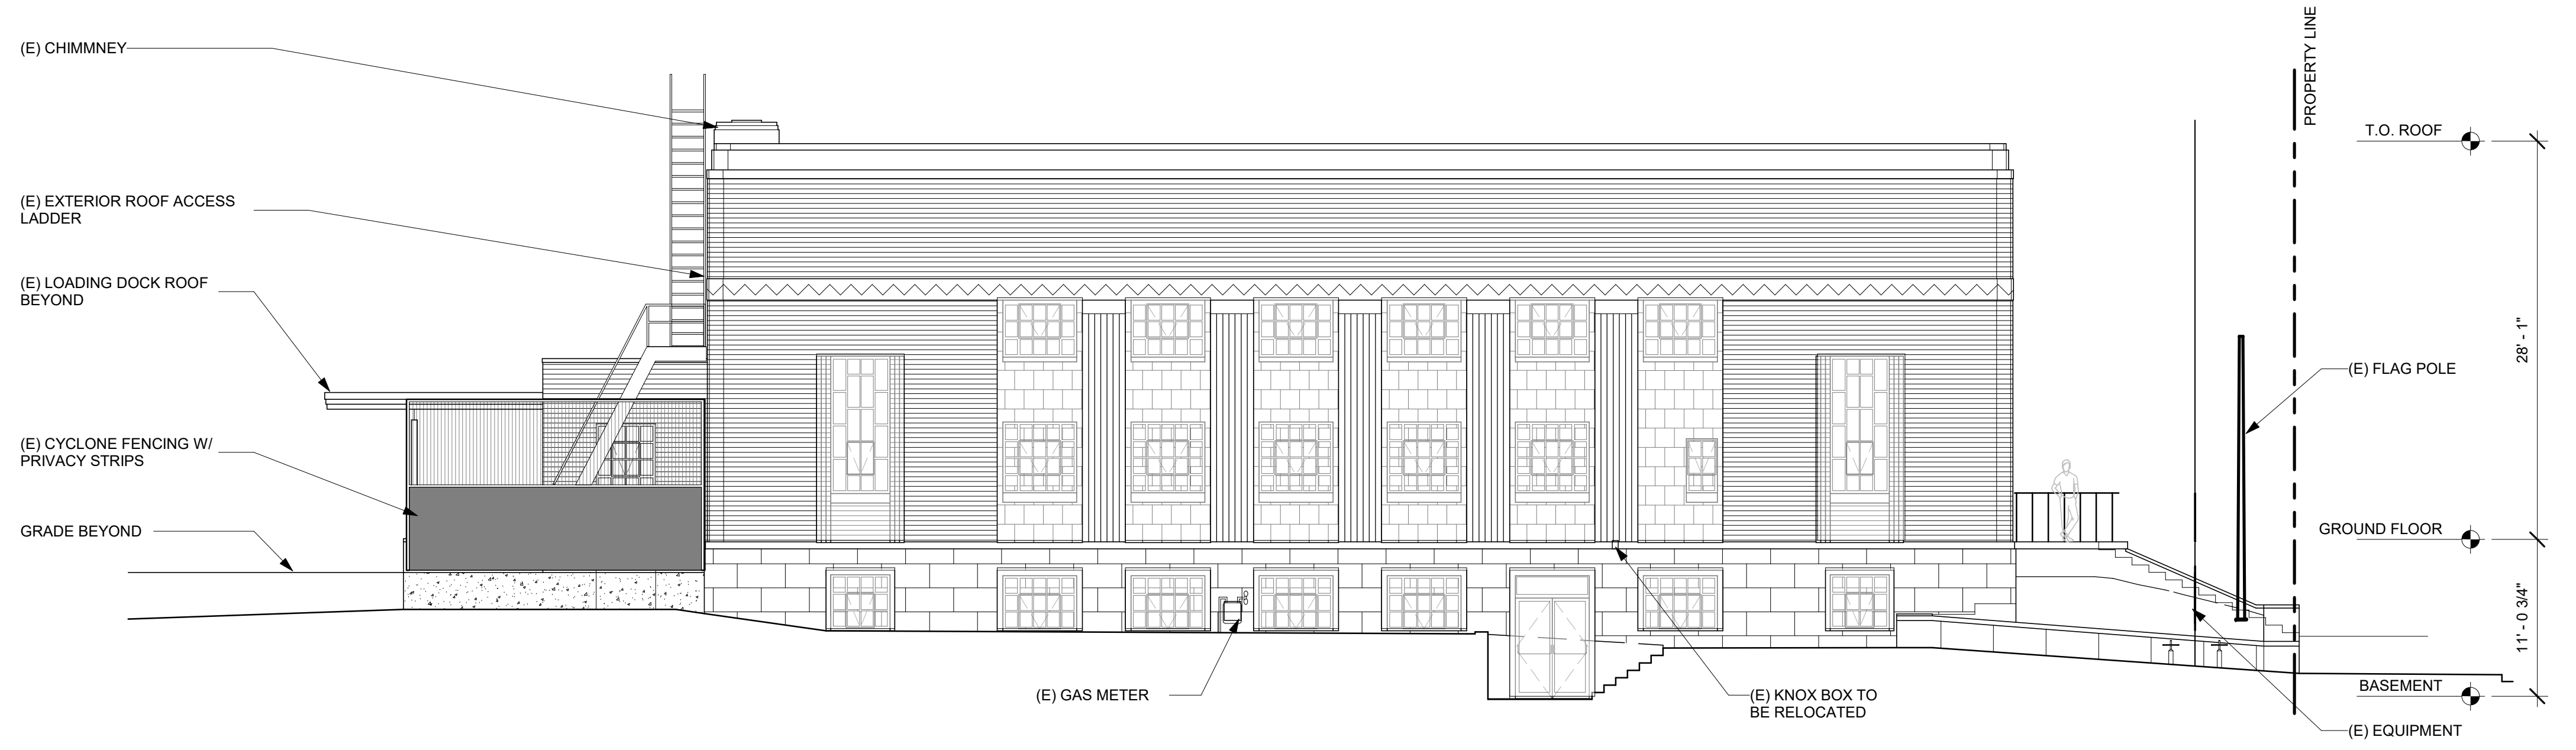 (E) CHIMMNEY
(E) EXTERIOR ROOF ACCESS
LADDER
(E) LOADING DOCK ROOF
BEYOND
(E) CYCLONE FENCING W/
PRIVACY STRIPS
GRADE BEYOND
(E) GAS METER
(E) KNOX BOX TO
BE RELOCATED
PROPERTY LINE
T.O. ROOF
28' - 1"
(E) FLAG POLE
GROUND FLOOR
11' - 0 3/4"
BASEMENT
(E) EQUIPMENT